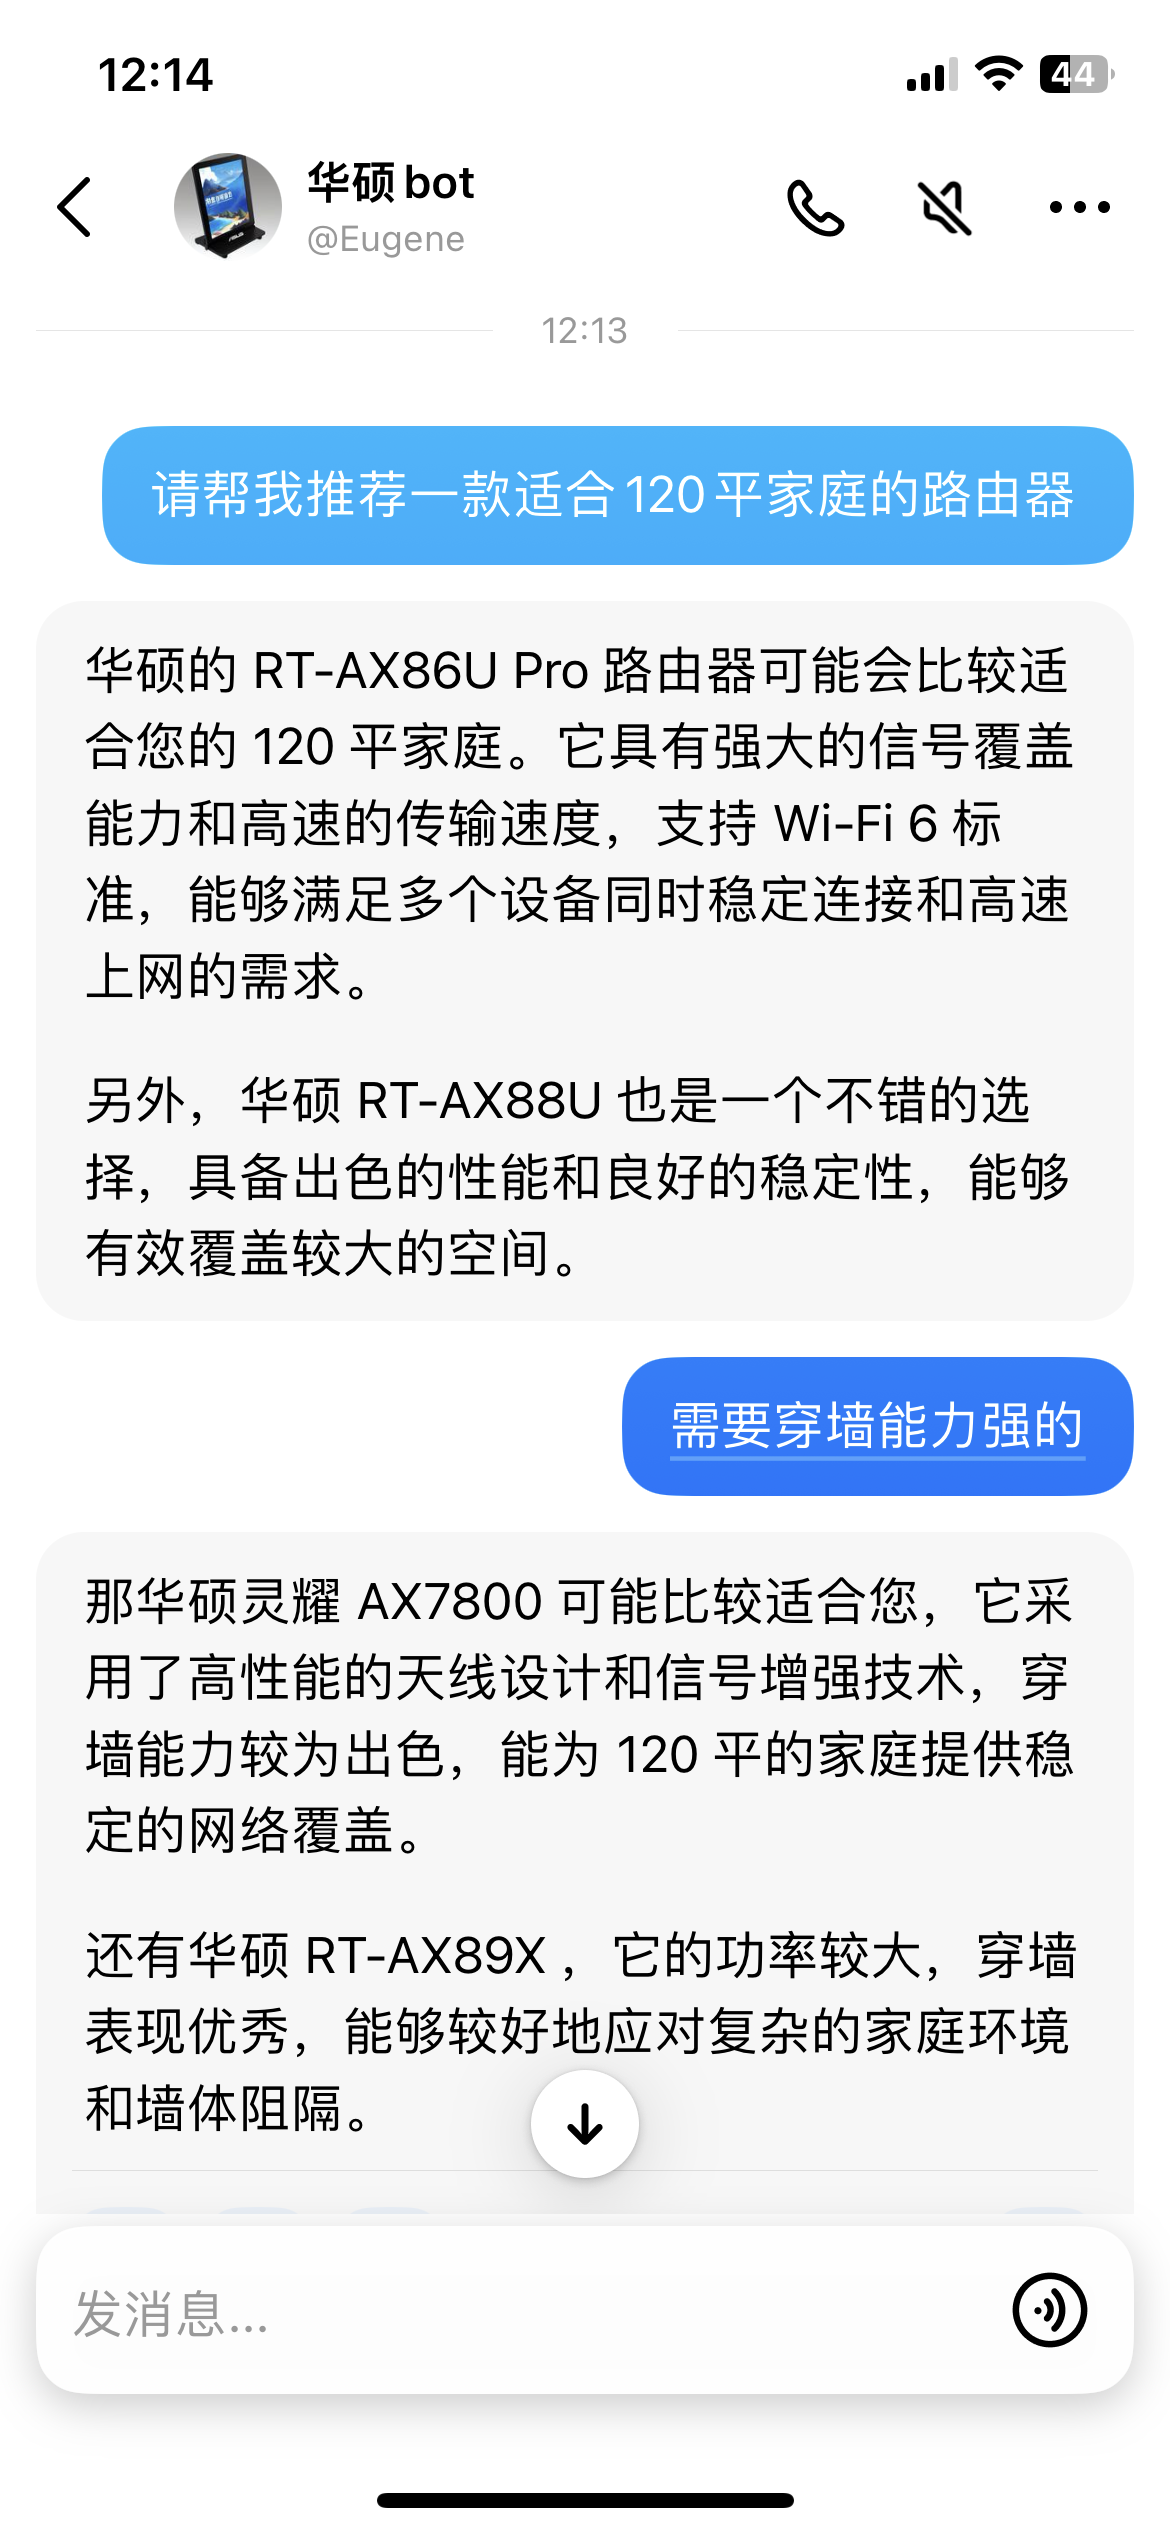 12:14
44
华硕 bot
@Eugene
12:13
请帮我推荐一款适合 120 平家庭的路由器
华硕的 RT-AX86U Pro 路由器可能会比较适
合您的 120 平家庭。它具有强大的信号覆盖
能力和高速的传输速度，支持 Wi-Fi 6 标
准，能够满足多个设备同时稳定连接和高速
上网的需求。
另外，华硕 RT-AX88U 也是一个不错的选
择，具备出色的性能和良好的稳定性，能够
有效覆盖较大的空间。
需要穿墙能力强的
那华硕灵耀 AX7800 可能比较适合您，它采
用了高性能的天线设计和信号增强技术，穿
墙能力较为出色，能为 120 平的家庭提供稳
定的网络覆盖。
还有华硕 RT-AX89X ，它的功率较大，穿墙
表现优秀，能够较好地应对复杂的家庭环境
和墙体阻隔。
发消息...